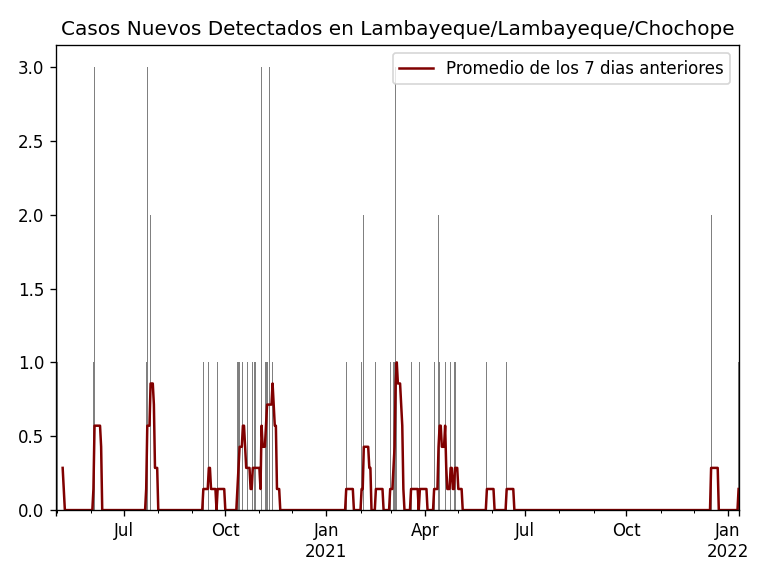 Casos Nuevos Detectados en Lambayeque/Lambayeque/Chochope
Promedio de los 7 dias anteriores
3.0
2.5
2.0
1.5
1.0
0.5
0.0
Jul
Oct
Jan
2021
Apr
Jul
Oct
Jan
2022